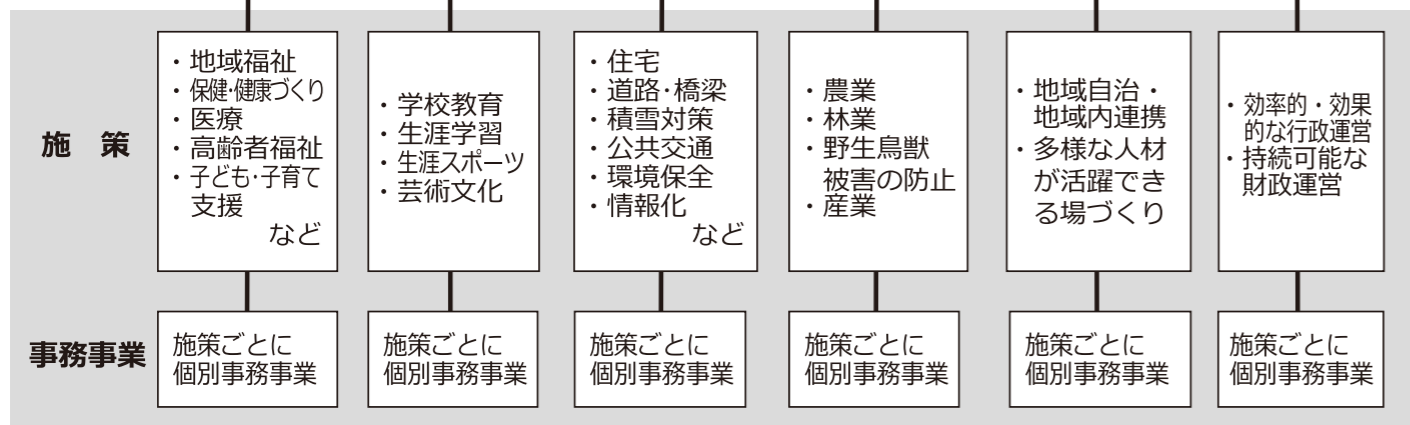 施　策
・地域福祉
・保健・健康づくり
・医療
・高齢者福祉
・子ども・子育て
支援
など
・学校教育
・生涯学習
・生涯スポーツ
・芸術文化
・住宅
・道路・橋梁
・積雪対策
・公共交通
・環境保全
・情報化
など
・農業
・林業
・野生鳥獣
被害の防止
・産業
・地域自治・
地域内連携
・多様な人材
が活躍でき
る場づくり
・効率的・効果
的な行政運営
・持続可能な
財政運営
事務事業
施策ごとに
個別事務事業
施策ごとに
個別事務事業
施策ごとに
個別事務事業
施策ごとに
個別事務事業
施策ごとに
個別事務事業
施策ごとに
個別事務事業